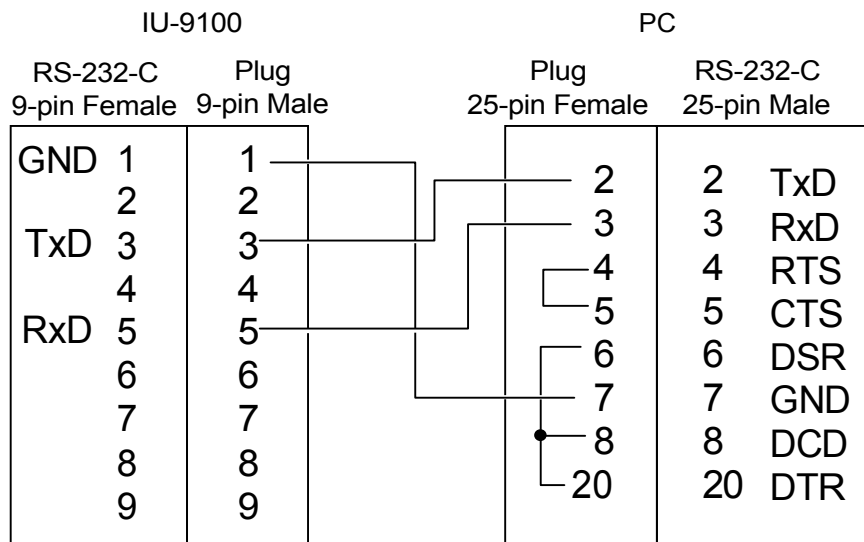 IU-9100 PC
RS-232-C Plug Plug RS-232-C
9-pin Female 9-pin Male 25-pin Female 25-pin Male
GND 1 1
2 2 2 2 TxD
TxD 3 3 3 3 RxD
4 4 4 4 RTS
RxD 5 5 5 5 CTS
6 6 6 6 DSR
7 7 7 7 GND
8 8 8 8 DCD
9 9 20 20 DTR